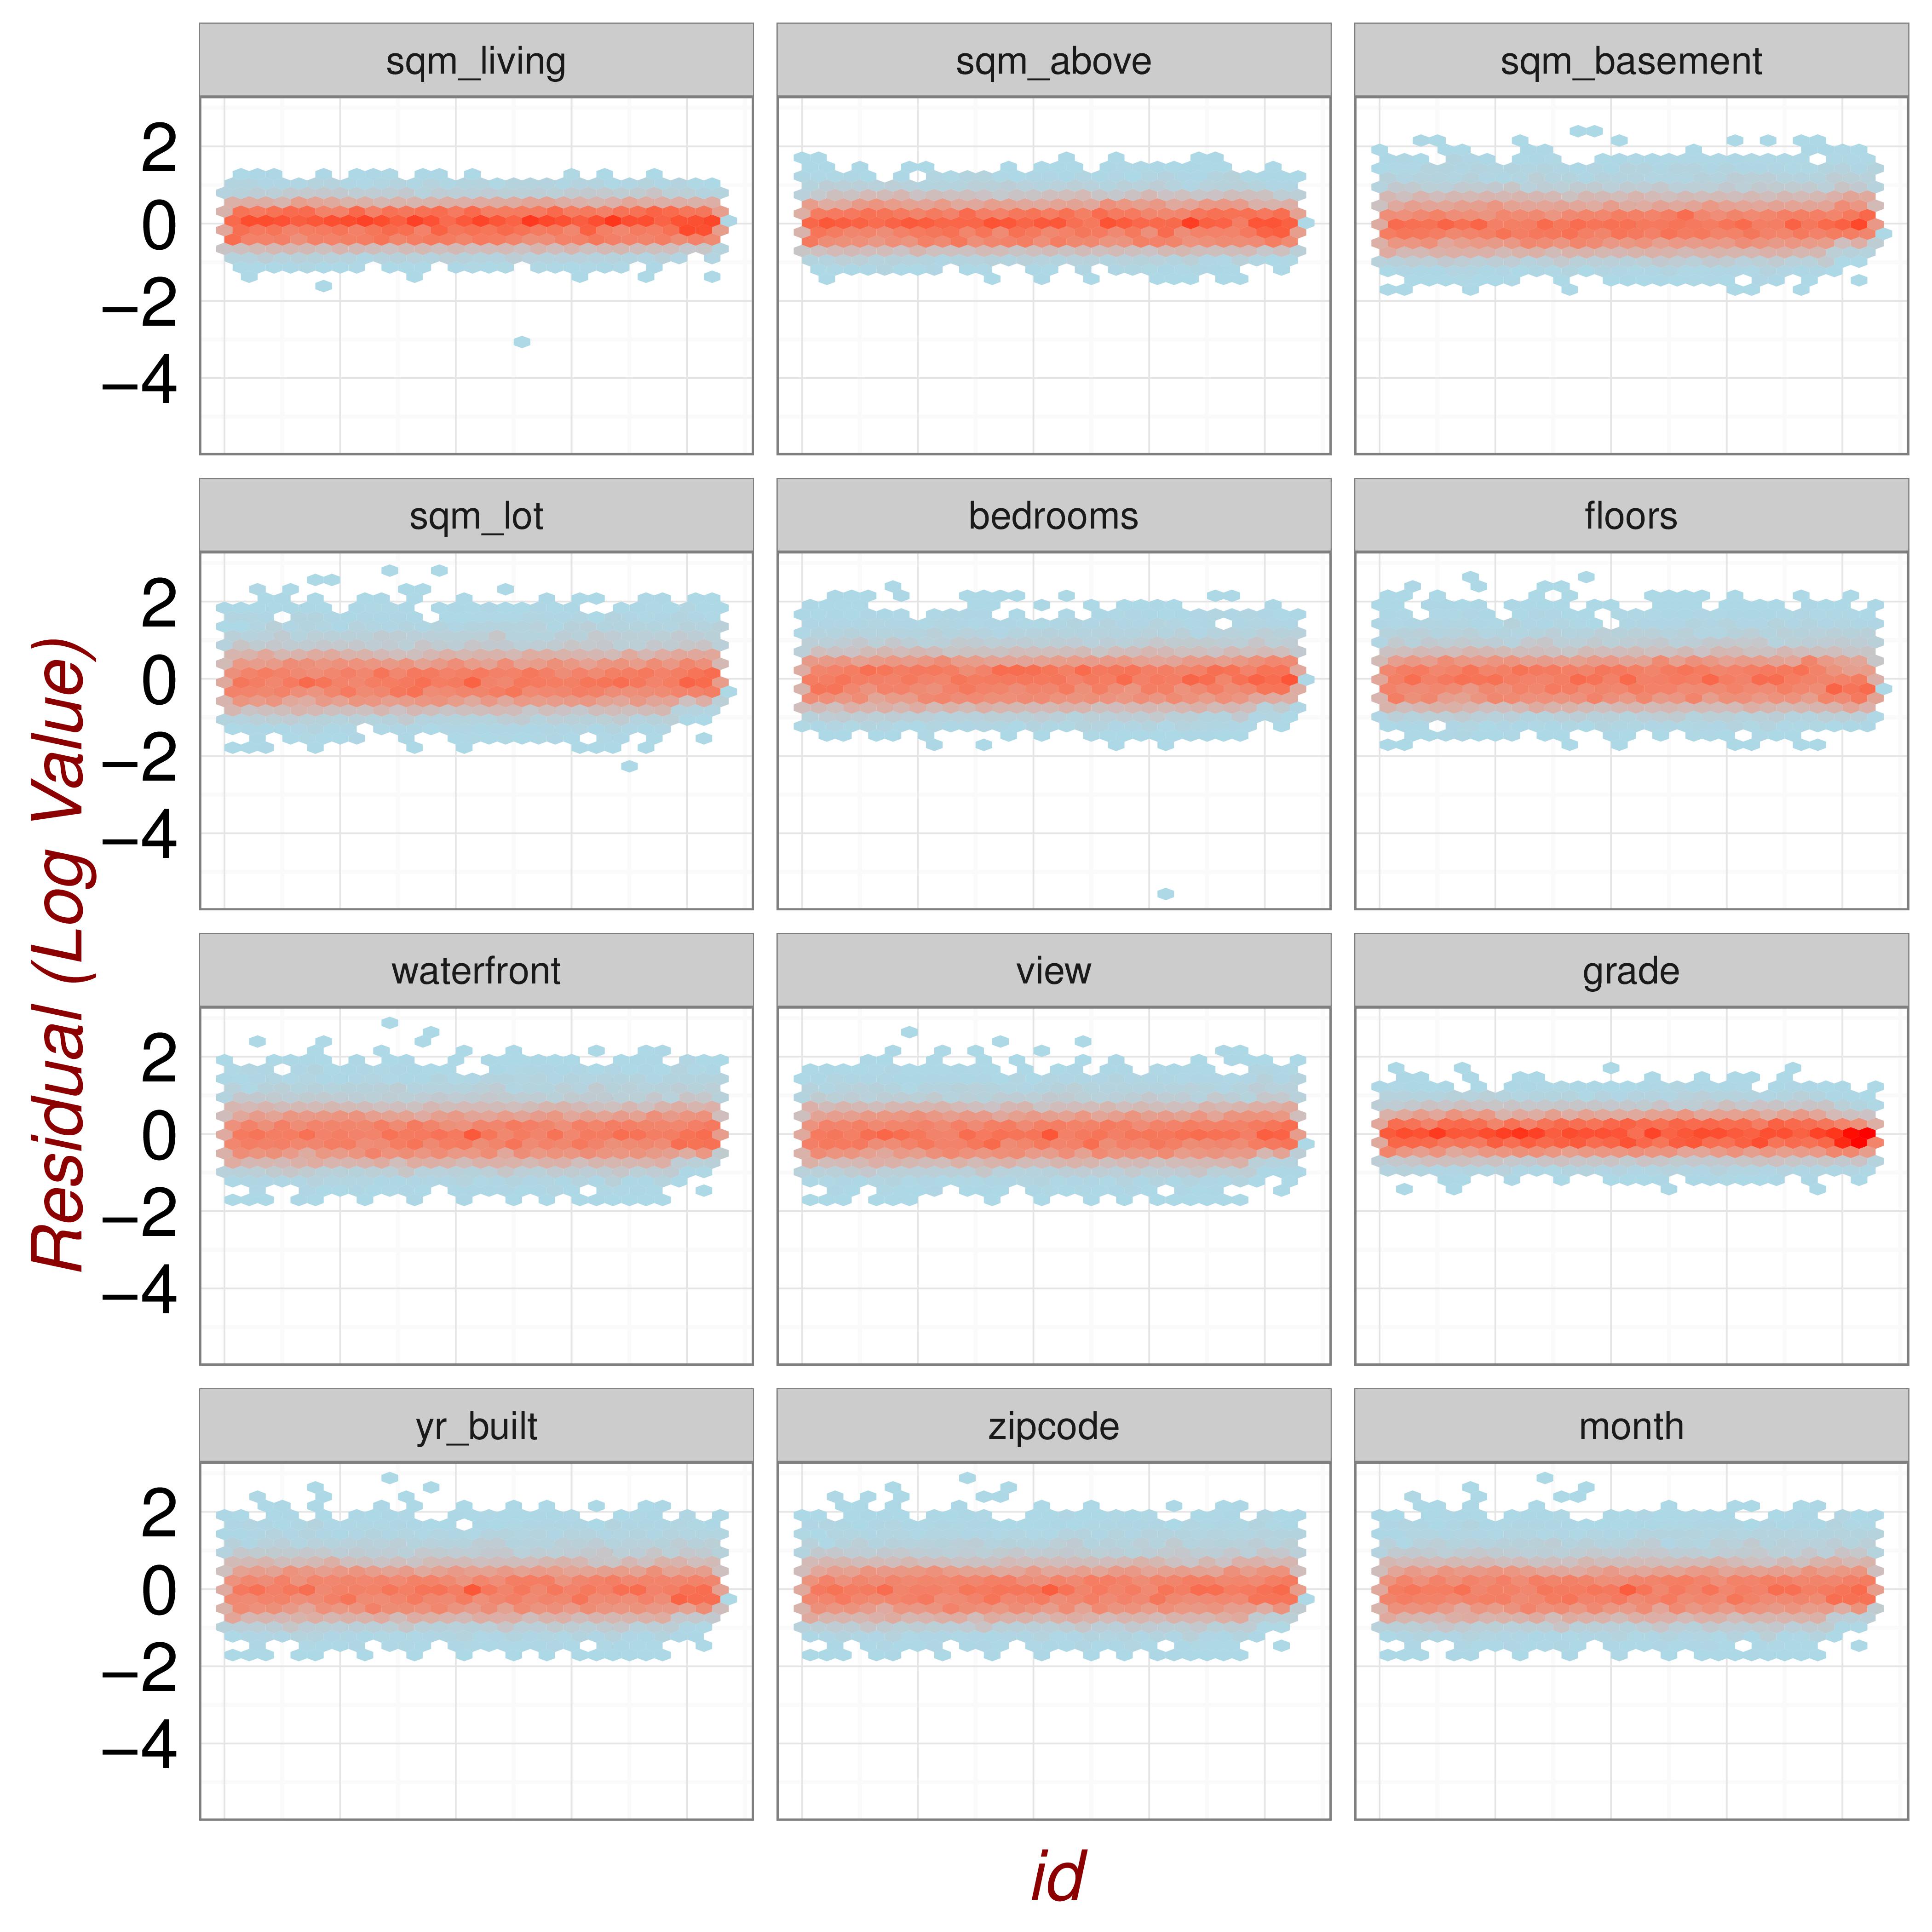 sqm_living
sqm_above
sqm_basement
2
0
−2
−4
sqm_lot
bedrooms
floors
2
0
−2
−4
Residual (Log Value)
waterfront
view
grade
2
0
−2
−4
yr_built
zipcode
month
2
0
−2
−4
id